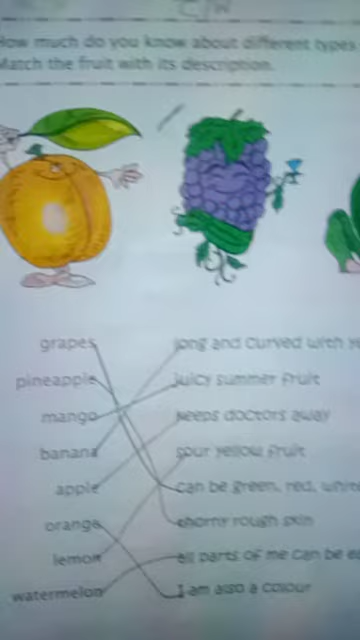 How much do you know about different types
Match the fruit with its description.
grapes
long and curved with
pineapple
juicy summer fruit
mango
keeps doctors away
banana
sour yellow fruit
apple
can be green, red, white
orange
thorny rough skin
lemon
all parts of me can be
watermelon
I am also a colour